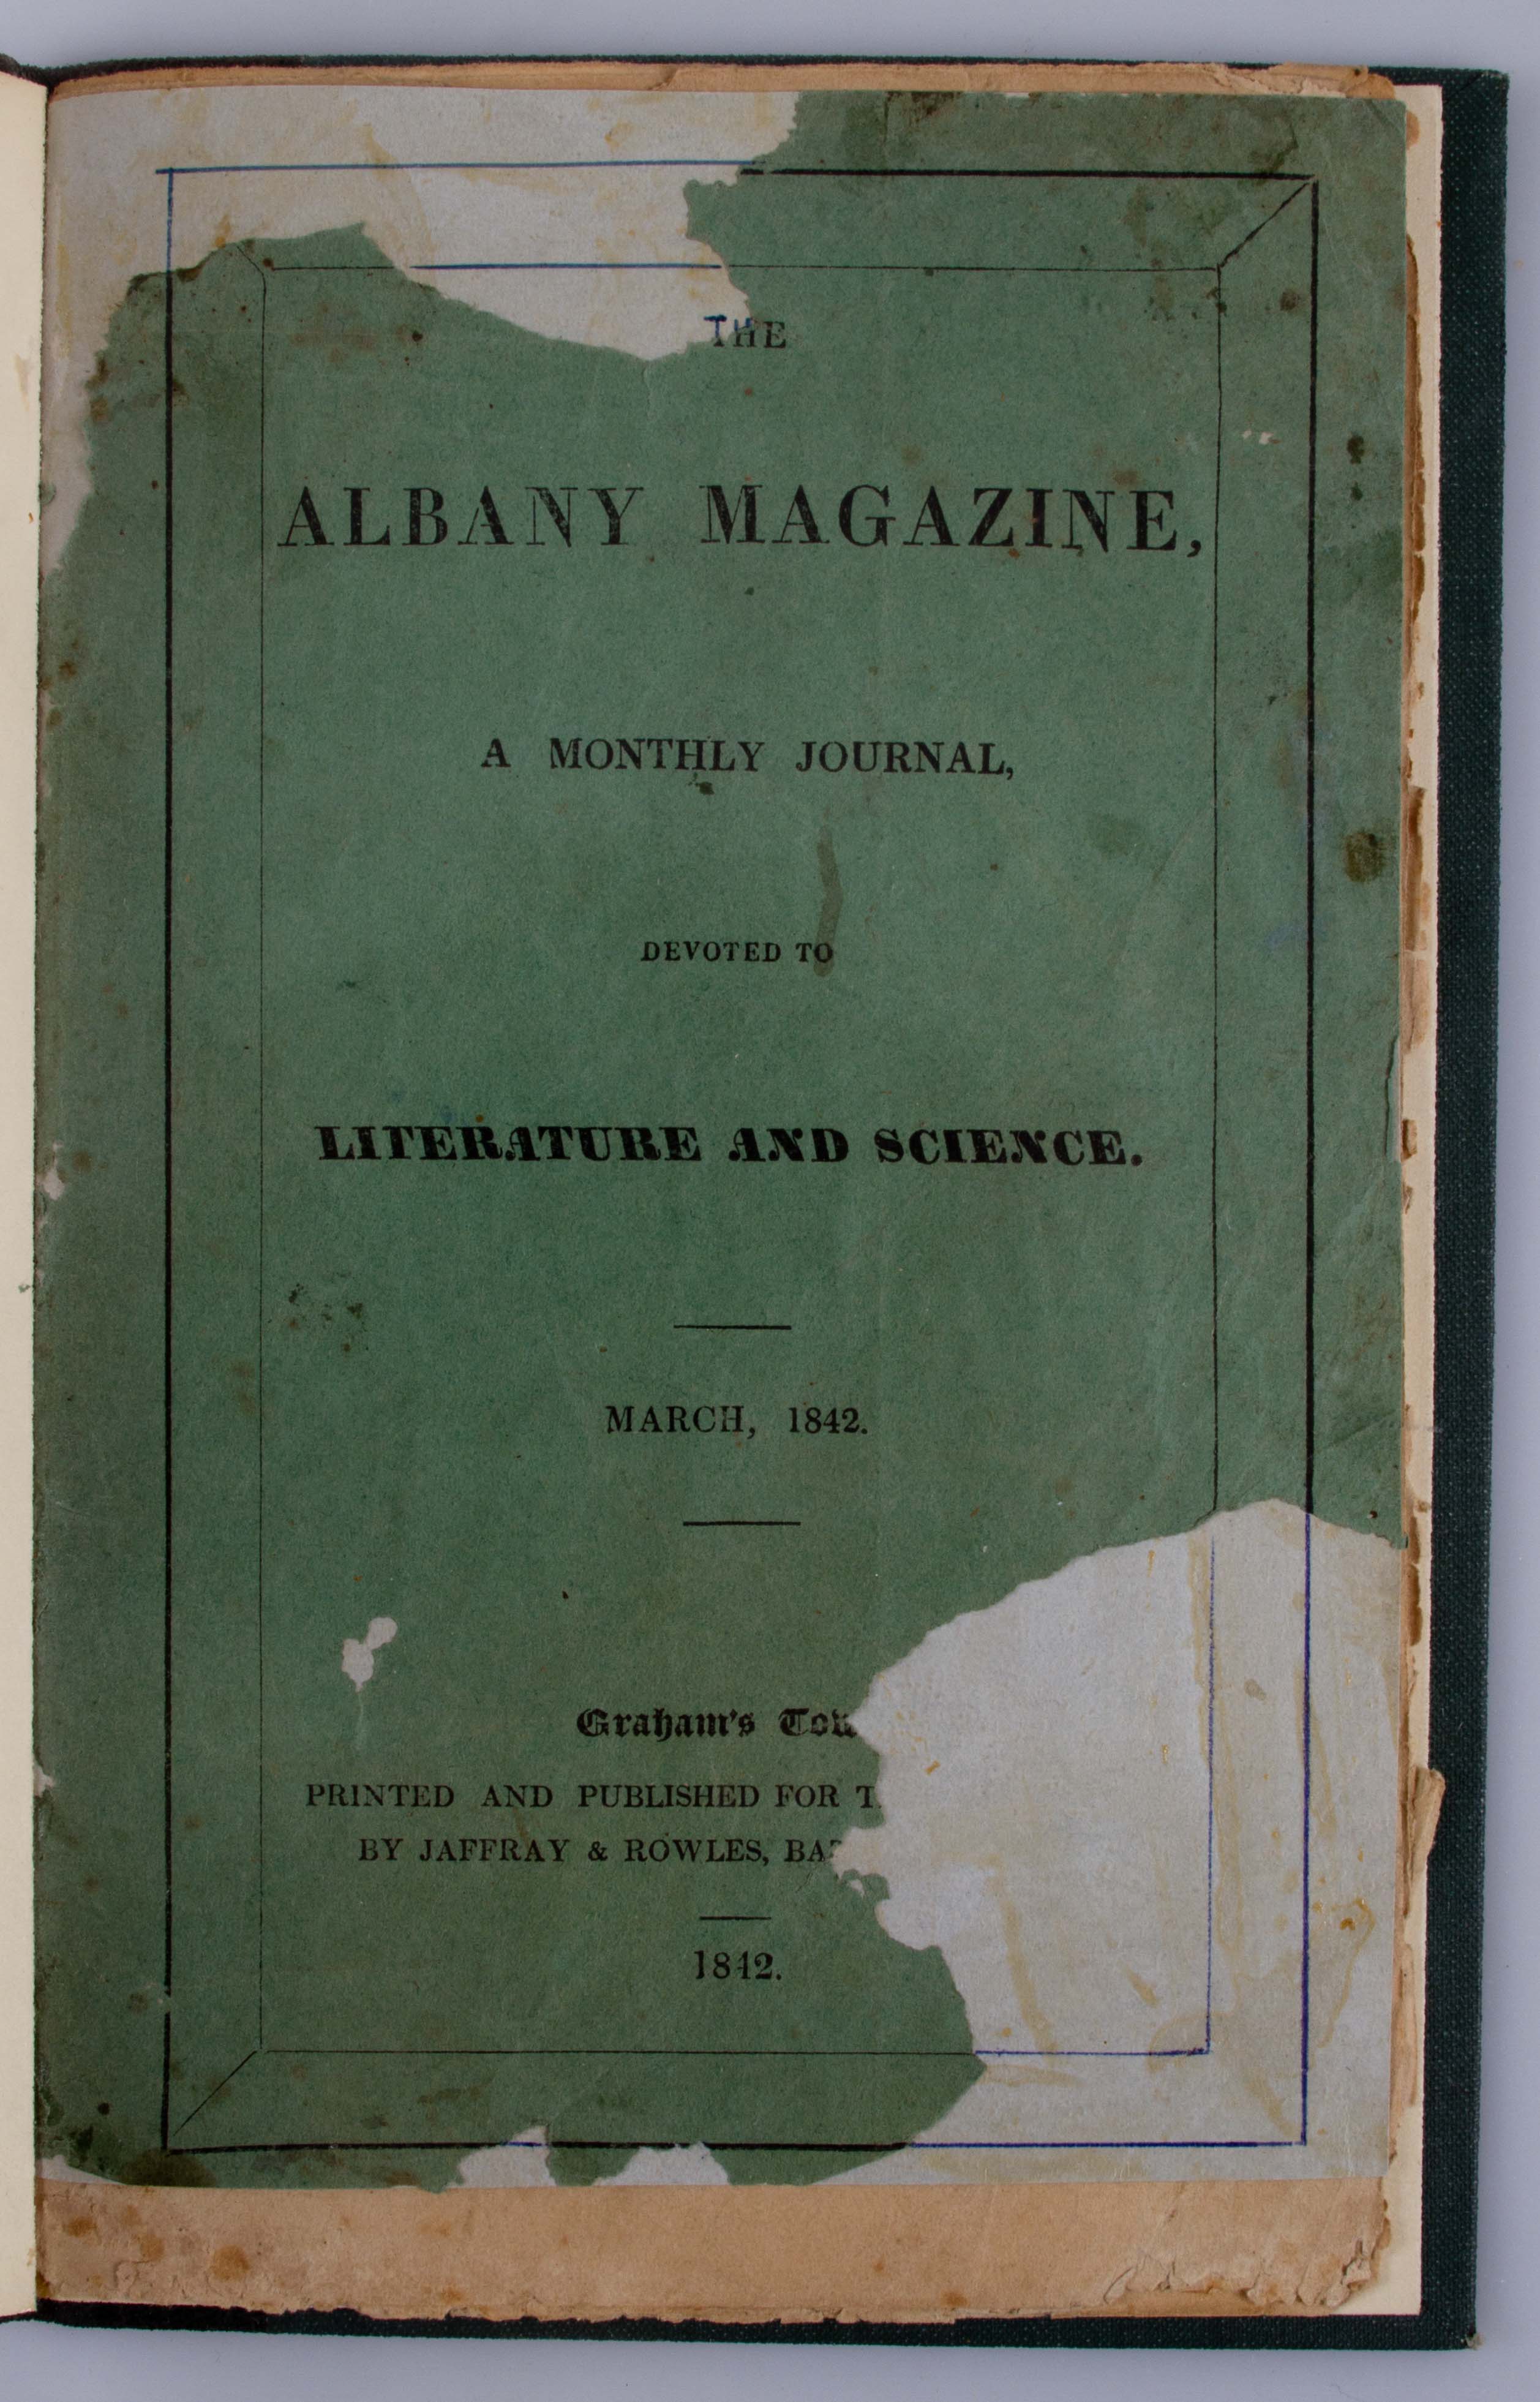 THE
ALBANY MAGAZINE,
A MONTHLY JOURNAL,
DEVOTED TO
LITERATURE AND SCIENCE.
MARCH, 1842.
Graham's
PRINTED AND PUBLISHED FOR
BY JAFFRAY & ROWLES,
1842.